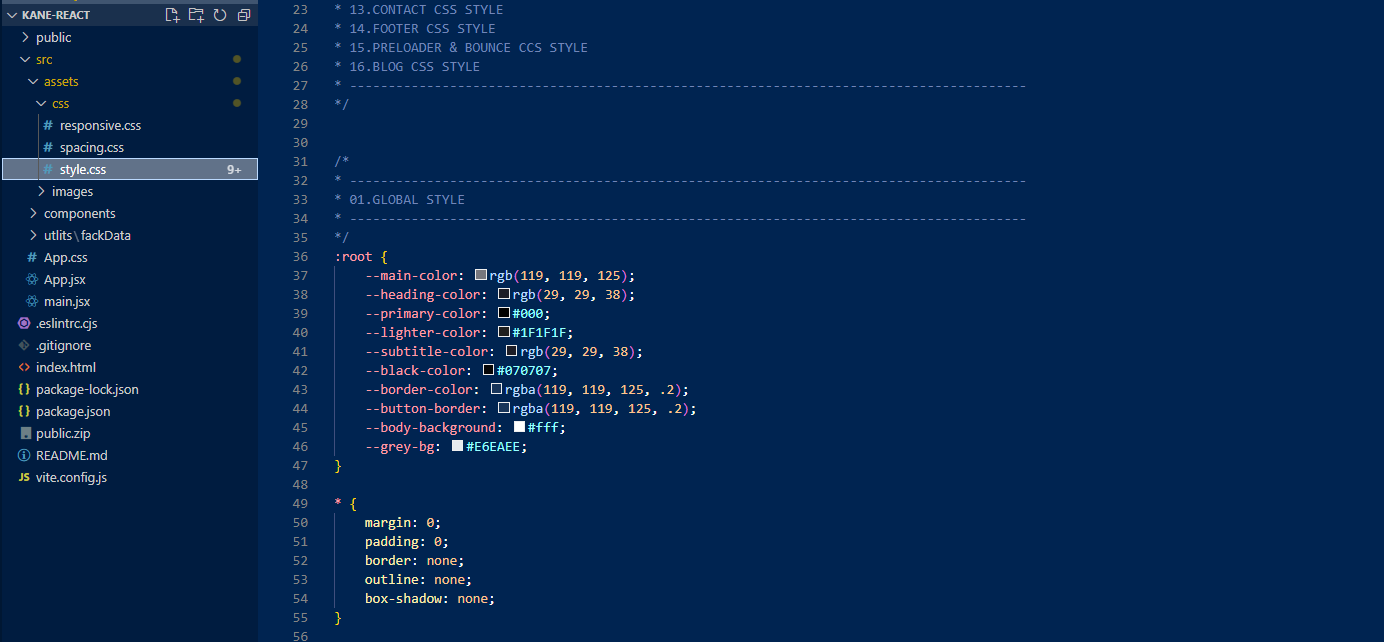 KANE-REACT
public
src
assets
css
# responsive.css
# spacing.css
# style.css 9+
images
components
utlits\fackData
# App.css
App.jsx
main.jsx
.eslintrc.cjs
.gitignore
<> index.html
{} package-lock.json
{} package.json
public.zip
README.md
JS vite.config.js
23 * 13.CONTACT CSS STYLE
24 * 14.FOOTER CSS STYLE
25 * 15.PRELOADER & BOUNCE CCS STYLE
26 * 16.BLOG CSS STYLE
27 * ----------------------------------------------------------------------------------------
28 */
29
30
31 /*
32 * ----------------------------------------------------------------------------------------
33 * 01.GLOBAL STYLE
34 * ----------------------------------------------------------------------------------------
35 */
36 :root {
37 --main-color: rgb(119, 119, 125);
38 --heading-color: rgb(29, 29, 38);
39 --primary-color: #000;
40 --lighter-color: #1F1F1F;
41 --subtitle-color: rgb(29, 29, 38);
42 --black-color: #070707;
43 --border-color: rgba(119, 119, 125, .2);
44 --button-border: rgba(119, 119, 125, .2);
45 --body-background: #fff;
46 --grey-bg: #E6EAEE;
47 }
48
49 * {
50 margin: 0;
51 padding: 0;
52 border: none;
53 outline: none;
54 box-shadow: none;
55 }
56